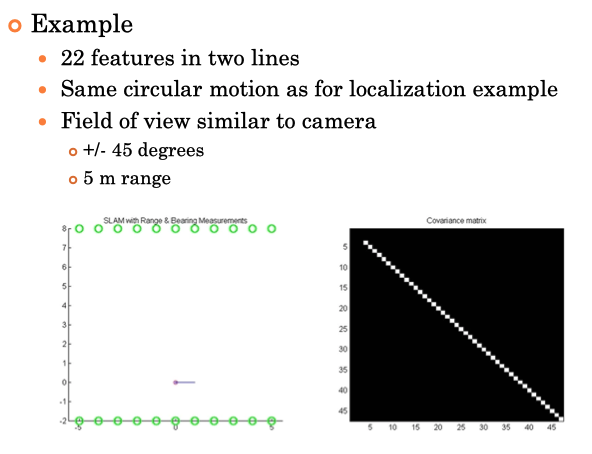 Example
22 features in two lines
Same circular motion as for localization example
Field of view similar to camera
+/- 45 degrees
5 m range
SLAM with Range & Bearing Measurements
8
7
6
5
4
3
2
1
0
-1
-2
-5 0 5
Covariance matrix
5
10
15
20
25
30
35
40
45
5 10 15 20 25 30 35 40 45